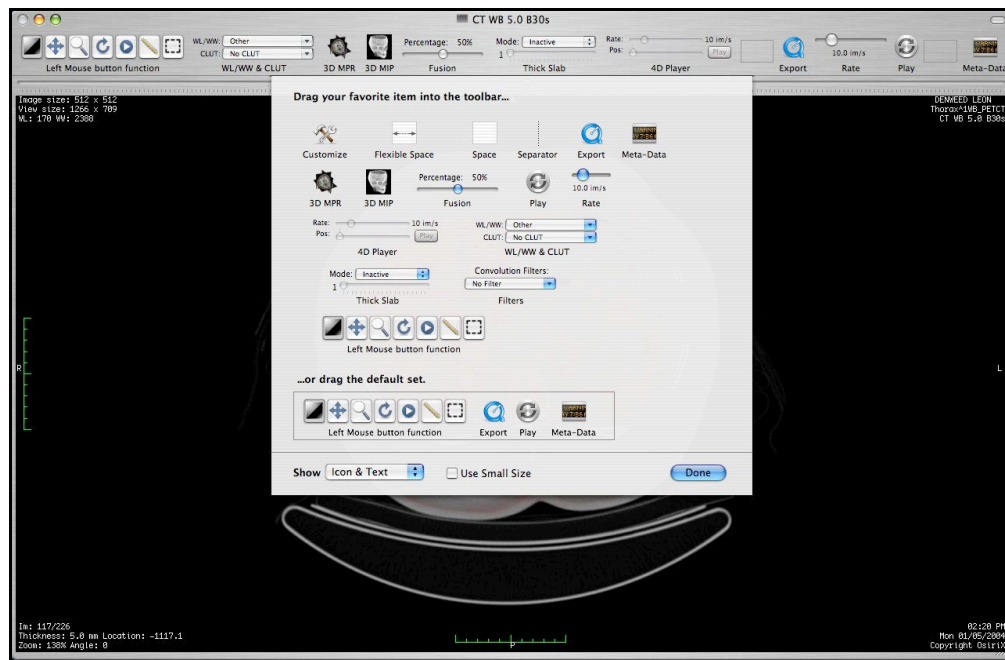 CT WB 5.0 B30s
WL/WW: Other
CLUT: No CLUT
Percentage: 50%
Mode: Inactive
1
Rate: 10 im/s
Pos: Play
10.0 im/s
Left Mouse button function WL/WW & CLUT 3D MPR 3D MIP Fusion Thick Slab 4D Player Export Rate Play Meta-Data
Image size: 512 x 512
View size: 1266 x 709
WL: 170 WW: 2388
DENWEED LEON
Thorax^1WB_PETCT
CT WB 5.0 B30s
Drag your favorite item into the toolbar...
Customize Flexible Space Space Separator Export Meta-Data
Percentage: 50%
10.0 im/s
3D MPR 3D MIP Fusion Play Rate
Rate: 10 im/s
Pos: Play
4D Player
WL/WW: Other
CLUT: No CLUT
WL/WW & CLUT
Mode: Inactive
1
Thick Slab
Convolution Filters:
No Filter
Filters
Left Mouse button function
...or drag the default set.
Left Mouse button function Export Play Meta-Data
Show Icon & Text Use Small Size Done
R
L
P
Im: 117/226
Thickness: 5.0 mm Location: -1117.1
Zoom: 138% Angle: 0
02:20 PM
Mon 01/05/2004
Copyright OsiriX